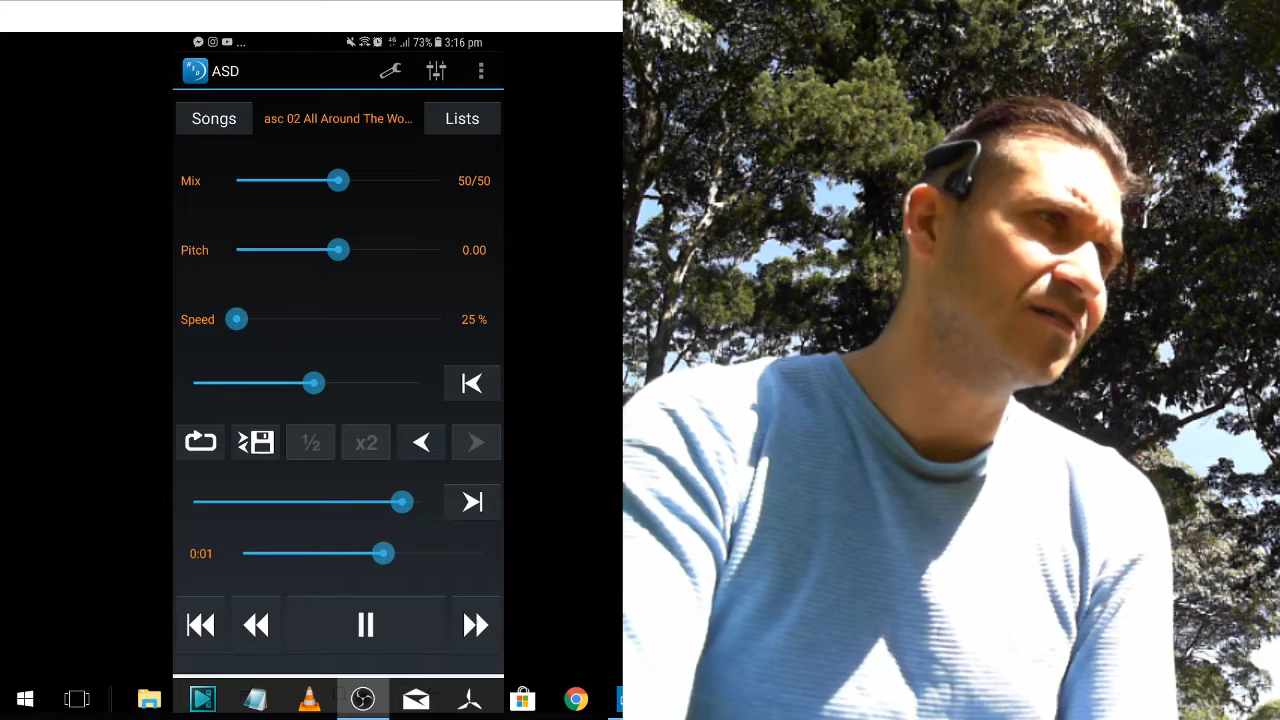 ... 4G 73% 3:16 pm
ASD
Songs asc 02 All Around The Wo... Lists
Mix 50/50
Pitch 0.00
Speed 25 %
½ x2
0:01